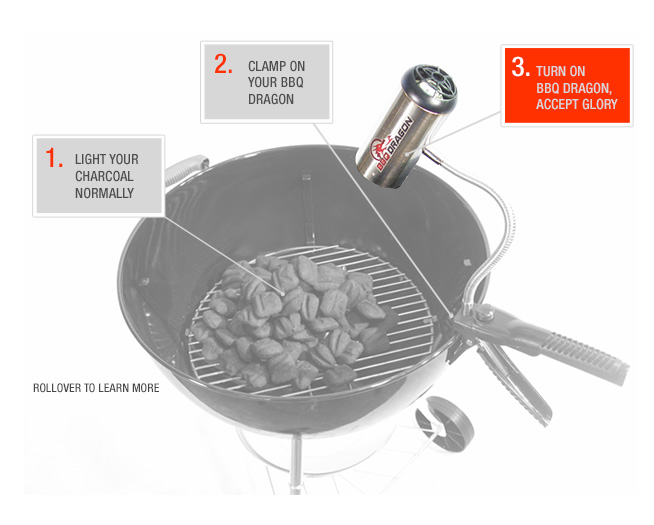 1. LIGHT YOUR
CHARCOAL
NORMALLY
2. CLAMP ON
YOUR BBQ
DRAGON
3. TURN ON
BBQ DRAGON,
ACCEPT GLORY
BBQ DRAGON
ROLLOVER TO LEARN MORE